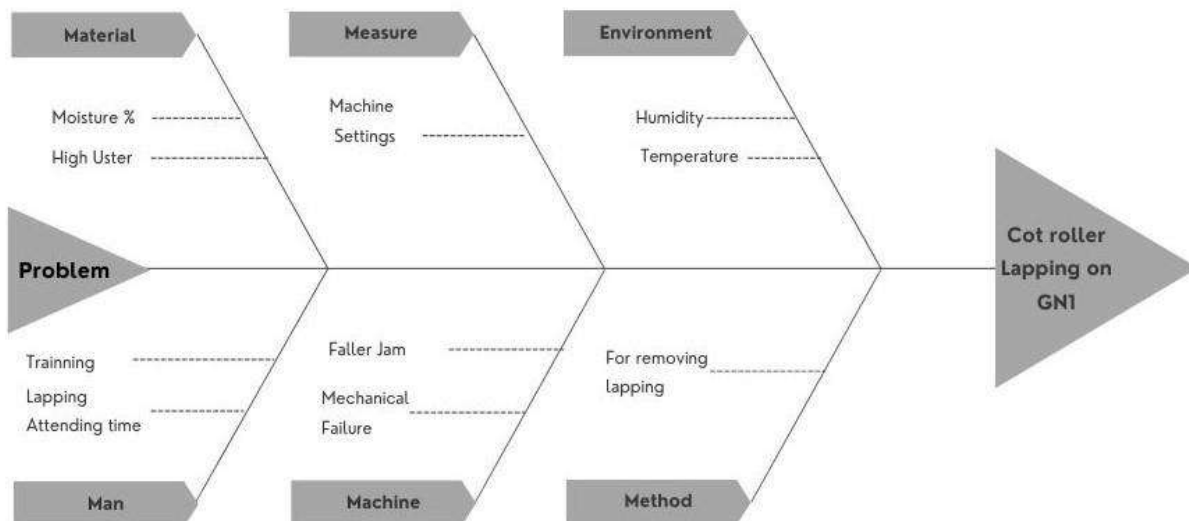 Material
Measure
Environment
Moisture %
High Uster
Machine
Settings
Humidity
Temperature
Problem
Cot roller
Lapping on
GN1
Trainning
Lapping
Attending time
Faller Jam
Mechanical
Failure
For removing
lapping
Man
Machine
Method